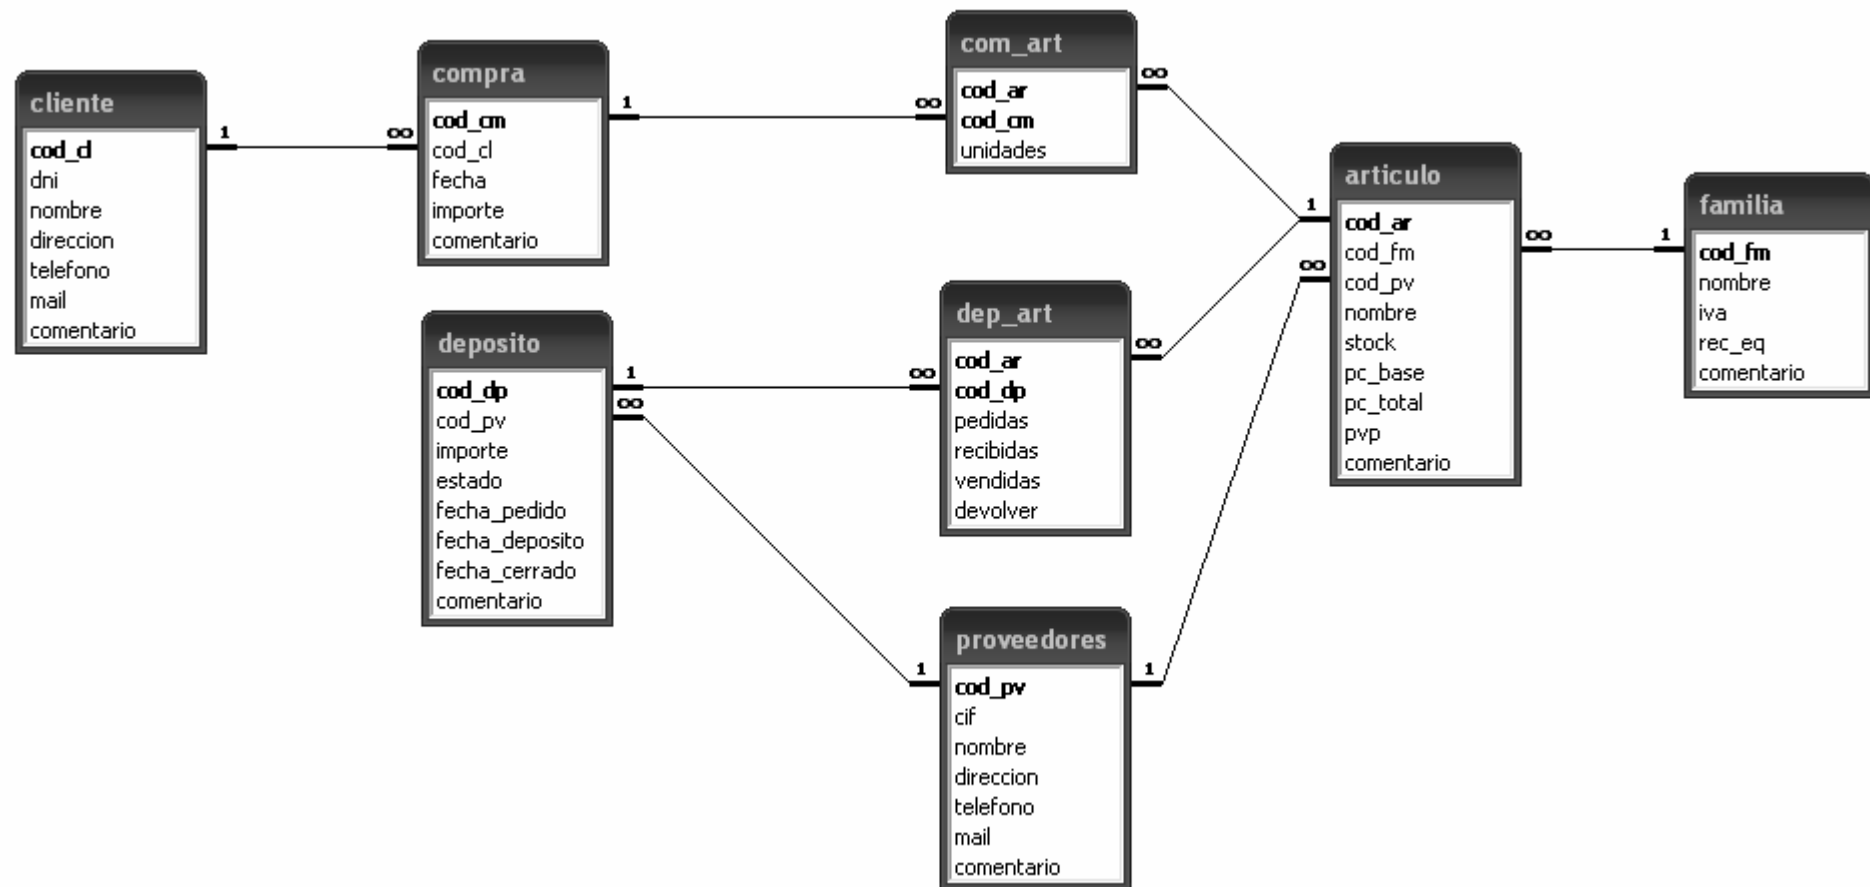 cliente
cod_cl
dni
nombre
direccion
telefono
mail
comentario
1
∞
compra
cod_cm
cod_cl
fecha
importe
comentario
1
∞
com_art
cod_ar
cod_cm
unidades
∞
deposito
cod_dp
cod_pv
importe
estado
fecha_pedido
fecha_deposito
fecha_cerrado
comentario
1
∞
∞
dep_art
cod_ar
cod_dp
pedidas
recibidas
vendidas
devolver
∞
1
proveedores
cod_pv
cif
nombre
direccion
telefono
mail
comentario
1
1
∞
articulo
cod_ar
cod_fm
cod_pv
nombre
stock
pc_base
pc_total
pvp
comentario
∞
1
familia
cod_fm
nombre
iva
rec_eq
comentario